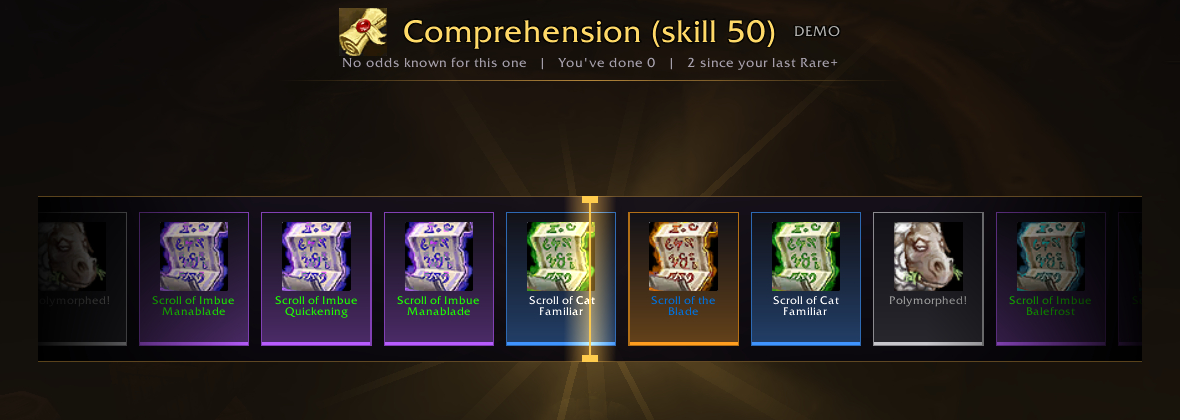 Comprehension (skill 50) DEMO
No odds known for this one | You've done 0 | 2 since your last Rare+
olymorphed!
Scroll of Imbue
Manablade
Scroll of Imbue
Quickening
Scroll of Imbue
Manablade
Scroll of Cat
Familiar
Scroll of the
Blade
Scroll of Cat
Familiar
Polymorphed!
Scroll of Imbue
Balefrost